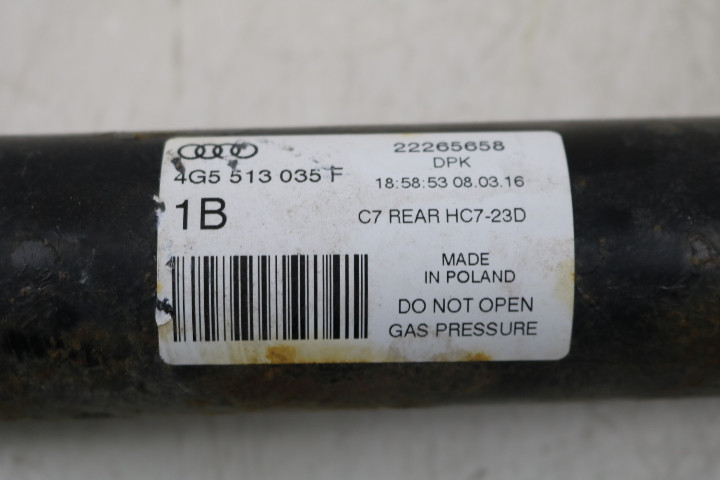 22265658
DPK
4G5 513 035 F
18:58:53 08.03.16
1B
C7 REAR HC7-23D
MADE
IN POLAND
DO NOT OPEN
GAS PRESSURE